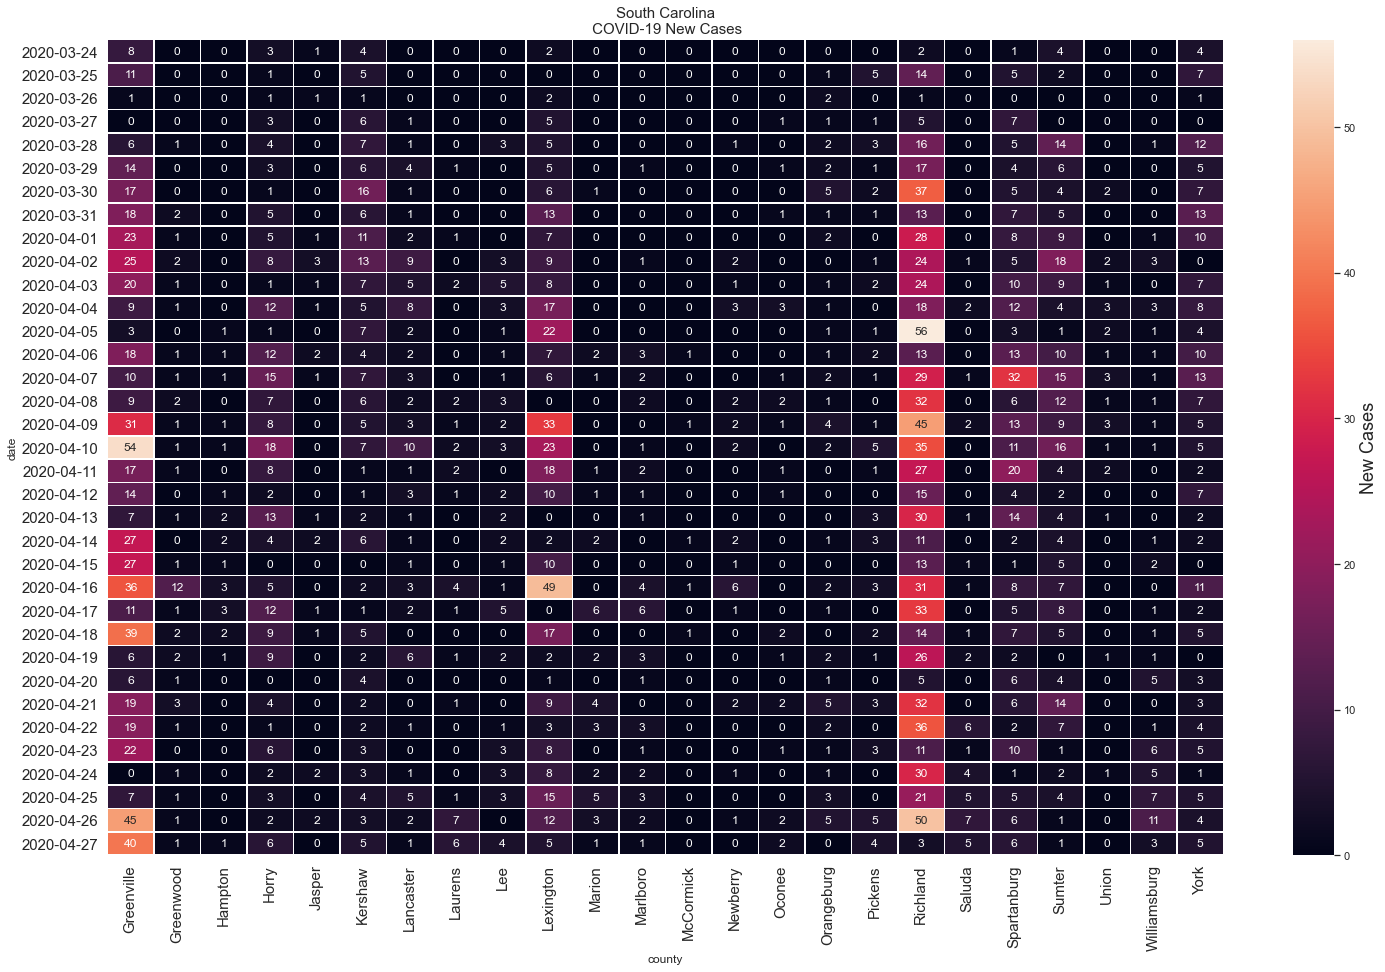 South Carolina
COVID-19 New Cases
2020-03-24 8 0 0 3 1 4 0 0 0 2 0 0 0 0 0 0 0 2 0 1 4 0 0 4
2020-03-25 11 0 0 1 0 5 0 0 0 0 0 0 0 0 0 1 5 14 0 5 2 0 0 7
2020-03-26 1 0 0 1 1 1 0 0 0 2 0 0 0 0 0 2 0 1 0 0 0 0 0 1
2020-03-27 0 0 0 3 0 6 1 0 0 5 0 0 0 0 1 1 1 5 0 7 0 0 0 0
2020-03-28 6 1 0 4 0 7 1 0 3 5 0 0 0 1 0 2 3 16 0 5 14 0 1 12
2020-03-29 14 0 0 3 0 6 4 1 0 5 0 1 0 0 1 2 1 17 0 4 6 0 0 5
2020-03-30 17 0 0 1 0 16 1 0 0 6 1 0 0 0 0 5 2 37 0 5 4 2 0 7
2020-03-31 18 2 0 5 0 6 1 0 0 13 0 0 0 0 1 1 1 13 0 7 5 0 0 13
2020-04-01 23 1 0 5 1 11 2 1 0 7 0 0 0 0 0 2 0 28 0 8 9 0 1 10
2020-04-02 25 2 0 8 3 13 9 0 3 9 0 1 0 2 0 0 1 24 1 5 18 2 3 0
2020-04-03 20 1 0 1 1 7 5 2 5 8 0 0 0 1 0 1 2 24 0 10 9 1 0 7
2020-04-04 9 1 0 12 1 5 8 0 3 17 0 0 0 3 3 1 0 18 2 12 4 3 3 8
2020-04-05 3 0 1 1 0 7 2 0 1 22 0 0 0 0 0 1 1 56 0 3 1 2 1 4
2020-04-06 18 1 1 12 2 4 2 0 1 7 2 3 1 0 0 1 2 13 0 13 10 1 1 10
2020-04-07 10 1 1 15 1 7 3 0 1 6 1 2 0 0 1 2 1 29 1 32 15 3 1 13
2020-04-08 9 2 0 7 0 6 2 2 3 0 0 2 0 2 2 1 0 32 0 6 12 1 1 7
2020-04-09 31 1 1 8 0 5 3 1 2 33 0 0 1 2 1 4 1 45 2 13 9 3 1 5
2020-04-10 54 1 1 18 0 7 10 2 3 23 0 1 0 2 0 2 5 35 0 11 16 1 1 5
2020-04-11 17 1 0 8 0 1 1 2 0 18 1 2 0 0 1 0 1 27 0 20 4 2 0 2
2020-04-12 14 0 1 2 0 1 3 1 2 10 1 1 0 0 1 0 0 15 0 4 2 0 0 7
2020-04-13 7 1 2 13 1 2 1 0 2 0 0 1 0 0 0 0 3 30 1 14 4 1 0 2
2020-04-14 27 0 2 4 2 6 1 0 2 2 2 0 1 2 0 1 3 11 0 2 4 0 1 2
2020-04-15 27 1 1 0 0 0 1 0 1 10 0 0 0 1 0 0 0 13 1 1 5 0 2 0
2020-04-16 36 12 3 5 0 2 3 4 1 49 0 4 1 6 0 2 3 31 1 8 7 0 0 11
2020-04-17 11 1 3 12 1 1 2 1 5 0 6 6 0 1 0 1 0 33 0 5 8 0 1 2
2020-04-18 39 2 2 9 1 5 0 0 0 17 0 0 1 0 2 0 2 14 1 7 5 0 1 5
2020-04-19 6 2 1 9 0 2 6 1 2 2 2 3 0 0 1 2 1 26 2 2 0 1 1 0
2020-04-20 6 1 0 0 0 4 0 0 0 1 0 1 0 0 0 1 0 5 0 6 4 0 5 3
2020-04-21 19 3 0 4 0 2 0 1 0 9 4 0 0 2 2 5 3 32 0 6 14 0 0 3
2020-04-22 19 1 0 1 0 2 1 0 1 3 3 3 0 0 0 2 0 36 6 2 7 0 1 4
2020-04-23 22 0 0 6 0 3 0 0 3 8 0 1 0 0 1 1 3 11 1 10 1 0 6 5
2020-04-24 0 1 0 2 2 3 1 0 3 8 2 2 0 1 0 1 0 30 4 1 2 1 5 1
2020-04-25 7 1 0 3 0 4 5 1 3 15 5 3 0 0 0 3 0 21 5 5 4 0 7 5
2020-04-26 45 1 0 2 2 3 2 7 0 12 3 2 0 1 2 5 5 50 7 6 1 0 11 4
2020-04-27 40 1 1 6 0 5 1 6 4 5 1 1 0 0 2 0 4 3 5 6 1 0 3 5
date
Greenville Greenwood Hampton Horry Jasper Kershaw Lancaster Laurens Lee Lexington Marion Marlboro McCormick Newberry Oconee Orangeburg Pickens Richland Saluda Spartanburg Sumter Union Williamsburg York
county
50
40
30
20
10
0
New Cases